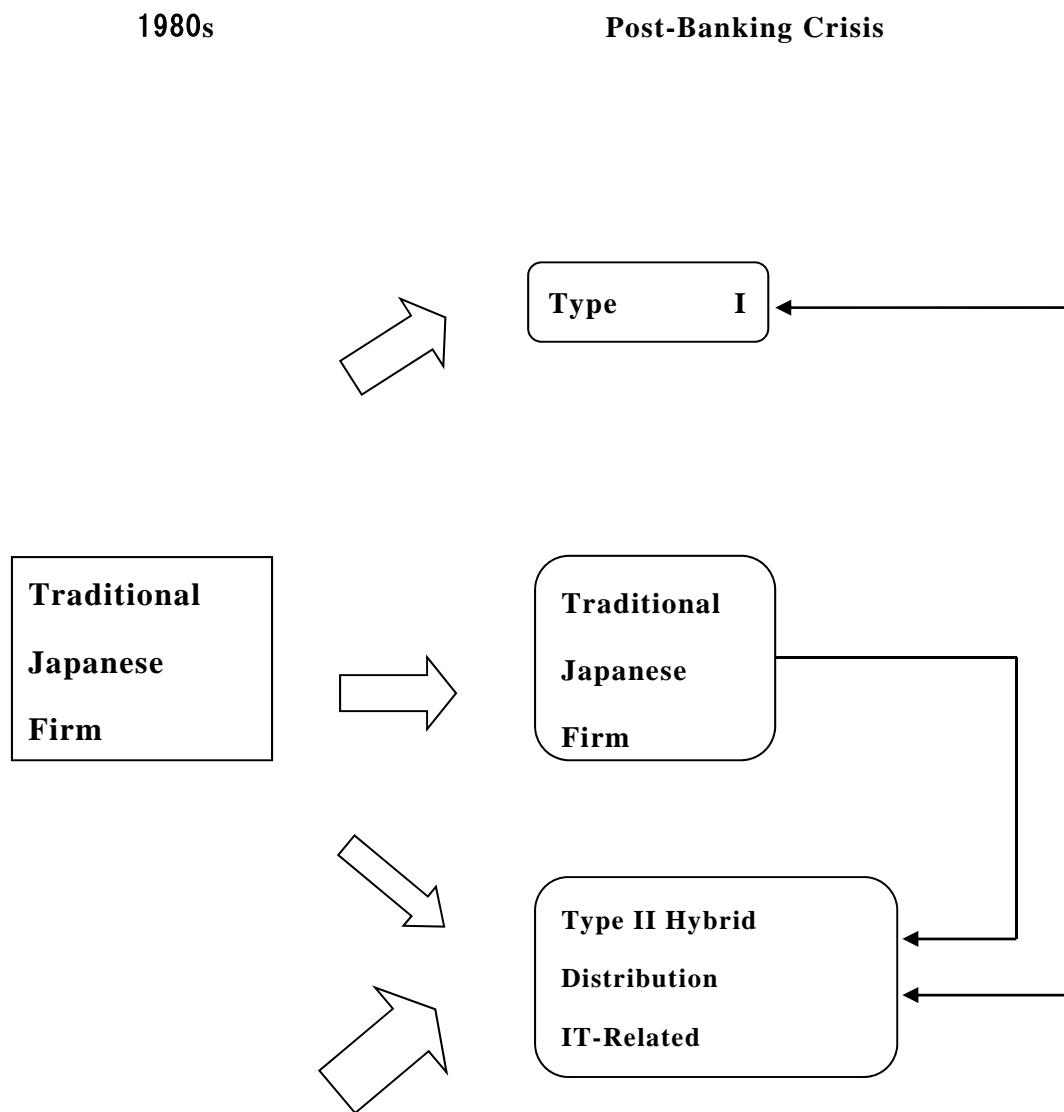 1980s
Post-Banking Crisis
Type I
Traditional
Japanese
Firm
Traditional
Japanese
Firm
Type II Hybrid
Distribution
IT-Related